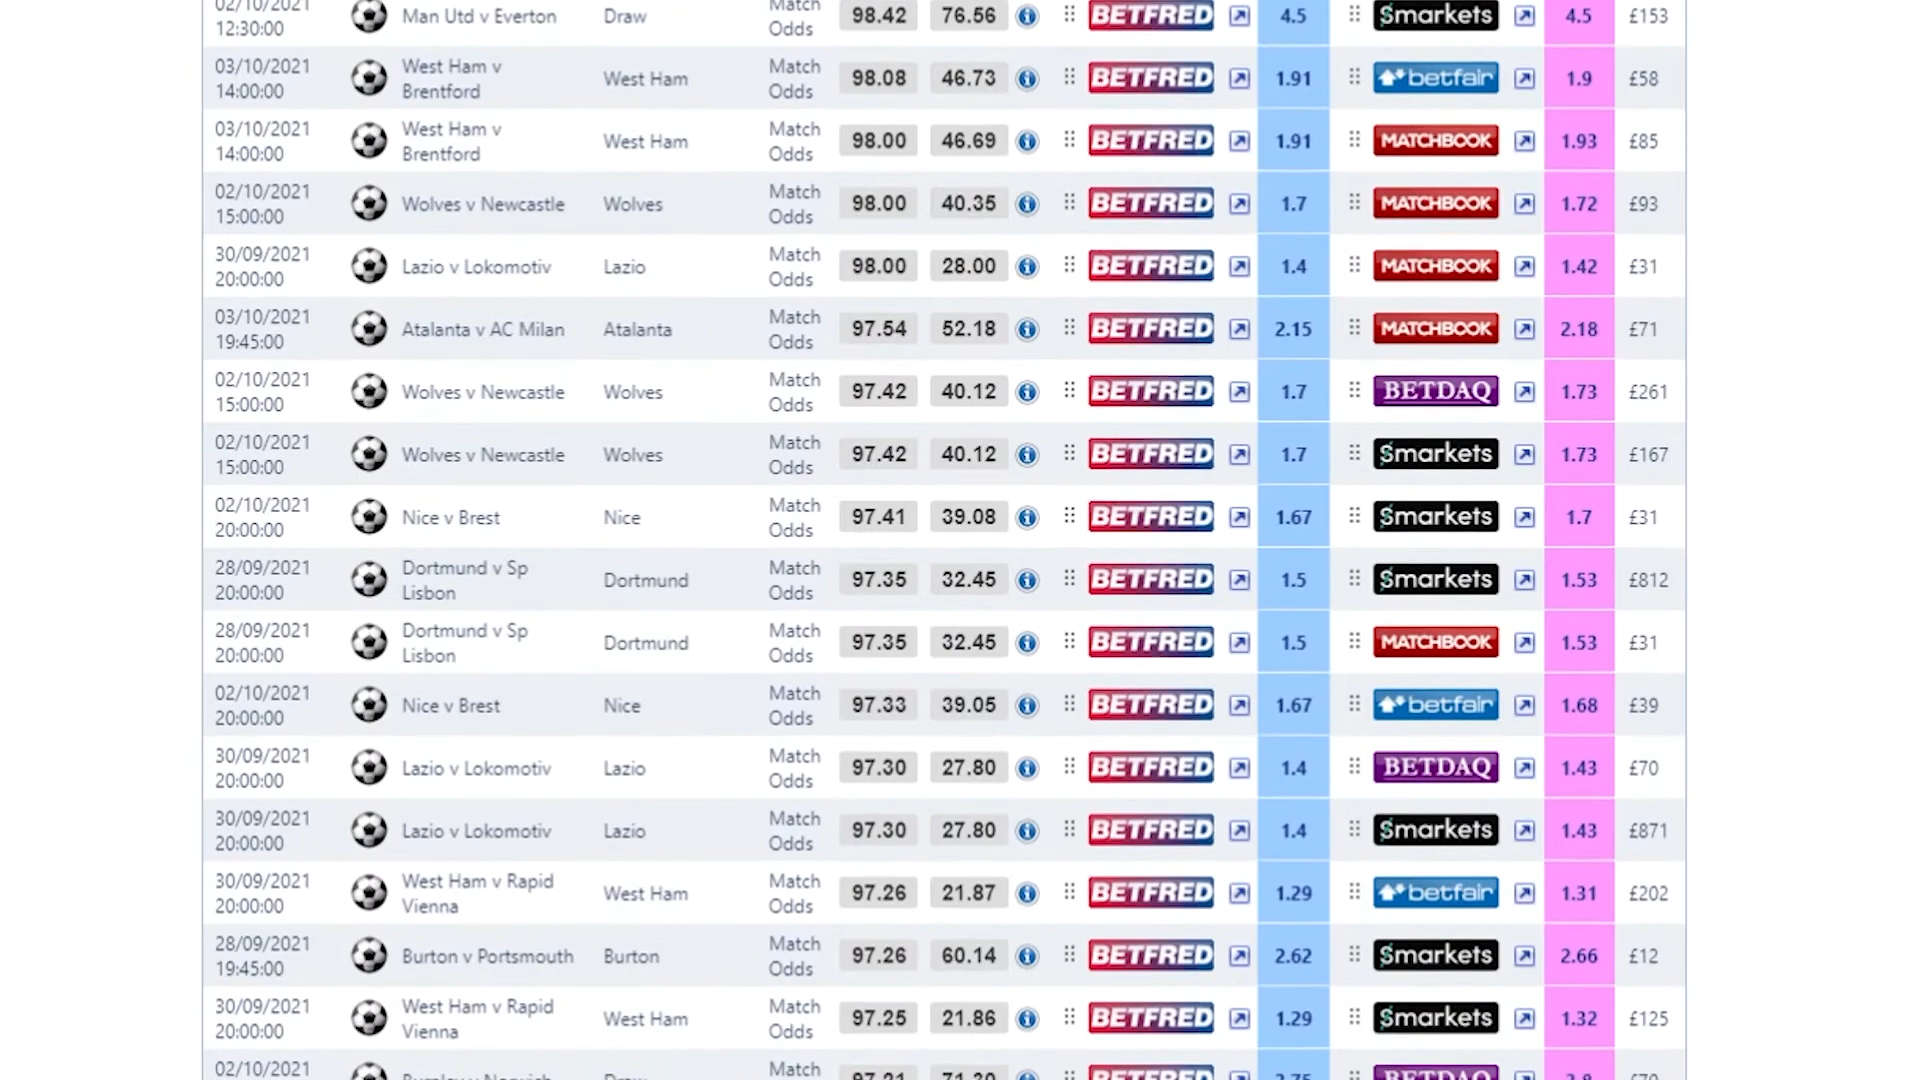 02/10/2021 12:30:00 Man Utd v Everton Draw Match Odds 98.42 76.56 BETFRED 4.5 Smarkets 4.5 £153
03/10/2021 14:00:00 West Ham v Brentford West Ham Match Odds 98.08 46.73 BETFRED 1.91 betfair 1.9 £58
03/10/2021 14:00:00 West Ham v Brentford West Ham Match Odds 98.00 46.69 BETFRED 1.91 MATCHBOOK 1.93 £85
02/10/2021 15:00:00 Wolves v Newcastle Wolves Match Odds 98.00 40.35 BETFRED 1.7 MATCHBOOK 1.72 £93
30/09/2021 20:00:00 Lazio v Lokomotiv Lazio Match Odds 98.00 28.00 BETFRED 1.4 MATCHBOOK 1.42 £31
03/10/2021 19:45:00 Atalanta v AC Milan Atalanta Match Odds 97.54 52.18 BETFRED 2.15 MATCHBOOK 2.18 £71
02/10/2021 15:00:00 Wolves v Newcastle Wolves Match Odds 97.42 40.12 BETFRED 1.7 BETDAQ 1.73 £261
02/10/2021 15:00:00 Wolves v Newcastle Wolves Match Odds 97.42 40.12 BETFRED 1.7 Smarkets 1.73 £167
02/10/2021 20:00:00 Nice v Brest Nice Match Odds 97.41 39.08 BETFRED 1.67 Smarkets 1.7 £31
28/09/2021 20:00:00 Dortmund v Sp Lisbon Dortmund Match Odds 97.35 32.45 BETFRED 1.5 Smarkets 1.53 £812
28/09/2021 20:00:00 Dortmund v Sp Lisbon Dortmund Match Odds 97.35 32.45 BETFRED 1.5 MATCHBOOK 1.53 £31
02/10/2021 20:00:00 Nice v Brest Nice Match Odds 97.33 39.05 BETFRED 1.67 betfair 1.68 £39
30/09/2021 20:00:00 Lazio v Lokomotiv Lazio Match Odds 97.30 27.80 BETFRED 1.4 BETDAQ 1.43 £70
30/09/2021 20:00:00 Lazio v Lokomotiv Lazio Match Odds 97.30 27.80 BETFRED 1.4 Smarkets 1.43 £871
30/09/2021 20:00:00 West Ham v Rapid Vienna West Ham Match Odds 97.26 21.87 BETFRED 1.29 betfair 1.31 £202
28/09/2021 19:45:00 Burton v Portsmouth Burton Match Odds 97.26 60.14 BETFRED 2.62 Smarkets 2.66 £12
30/09/2021 20:00:00 West Ham v Rapid Vienna West Ham Match Odds 97.25 21.86 BETFRED 1.29 Smarkets 1.32 £125
02/10/2021 Match BETFRED BETDAQ